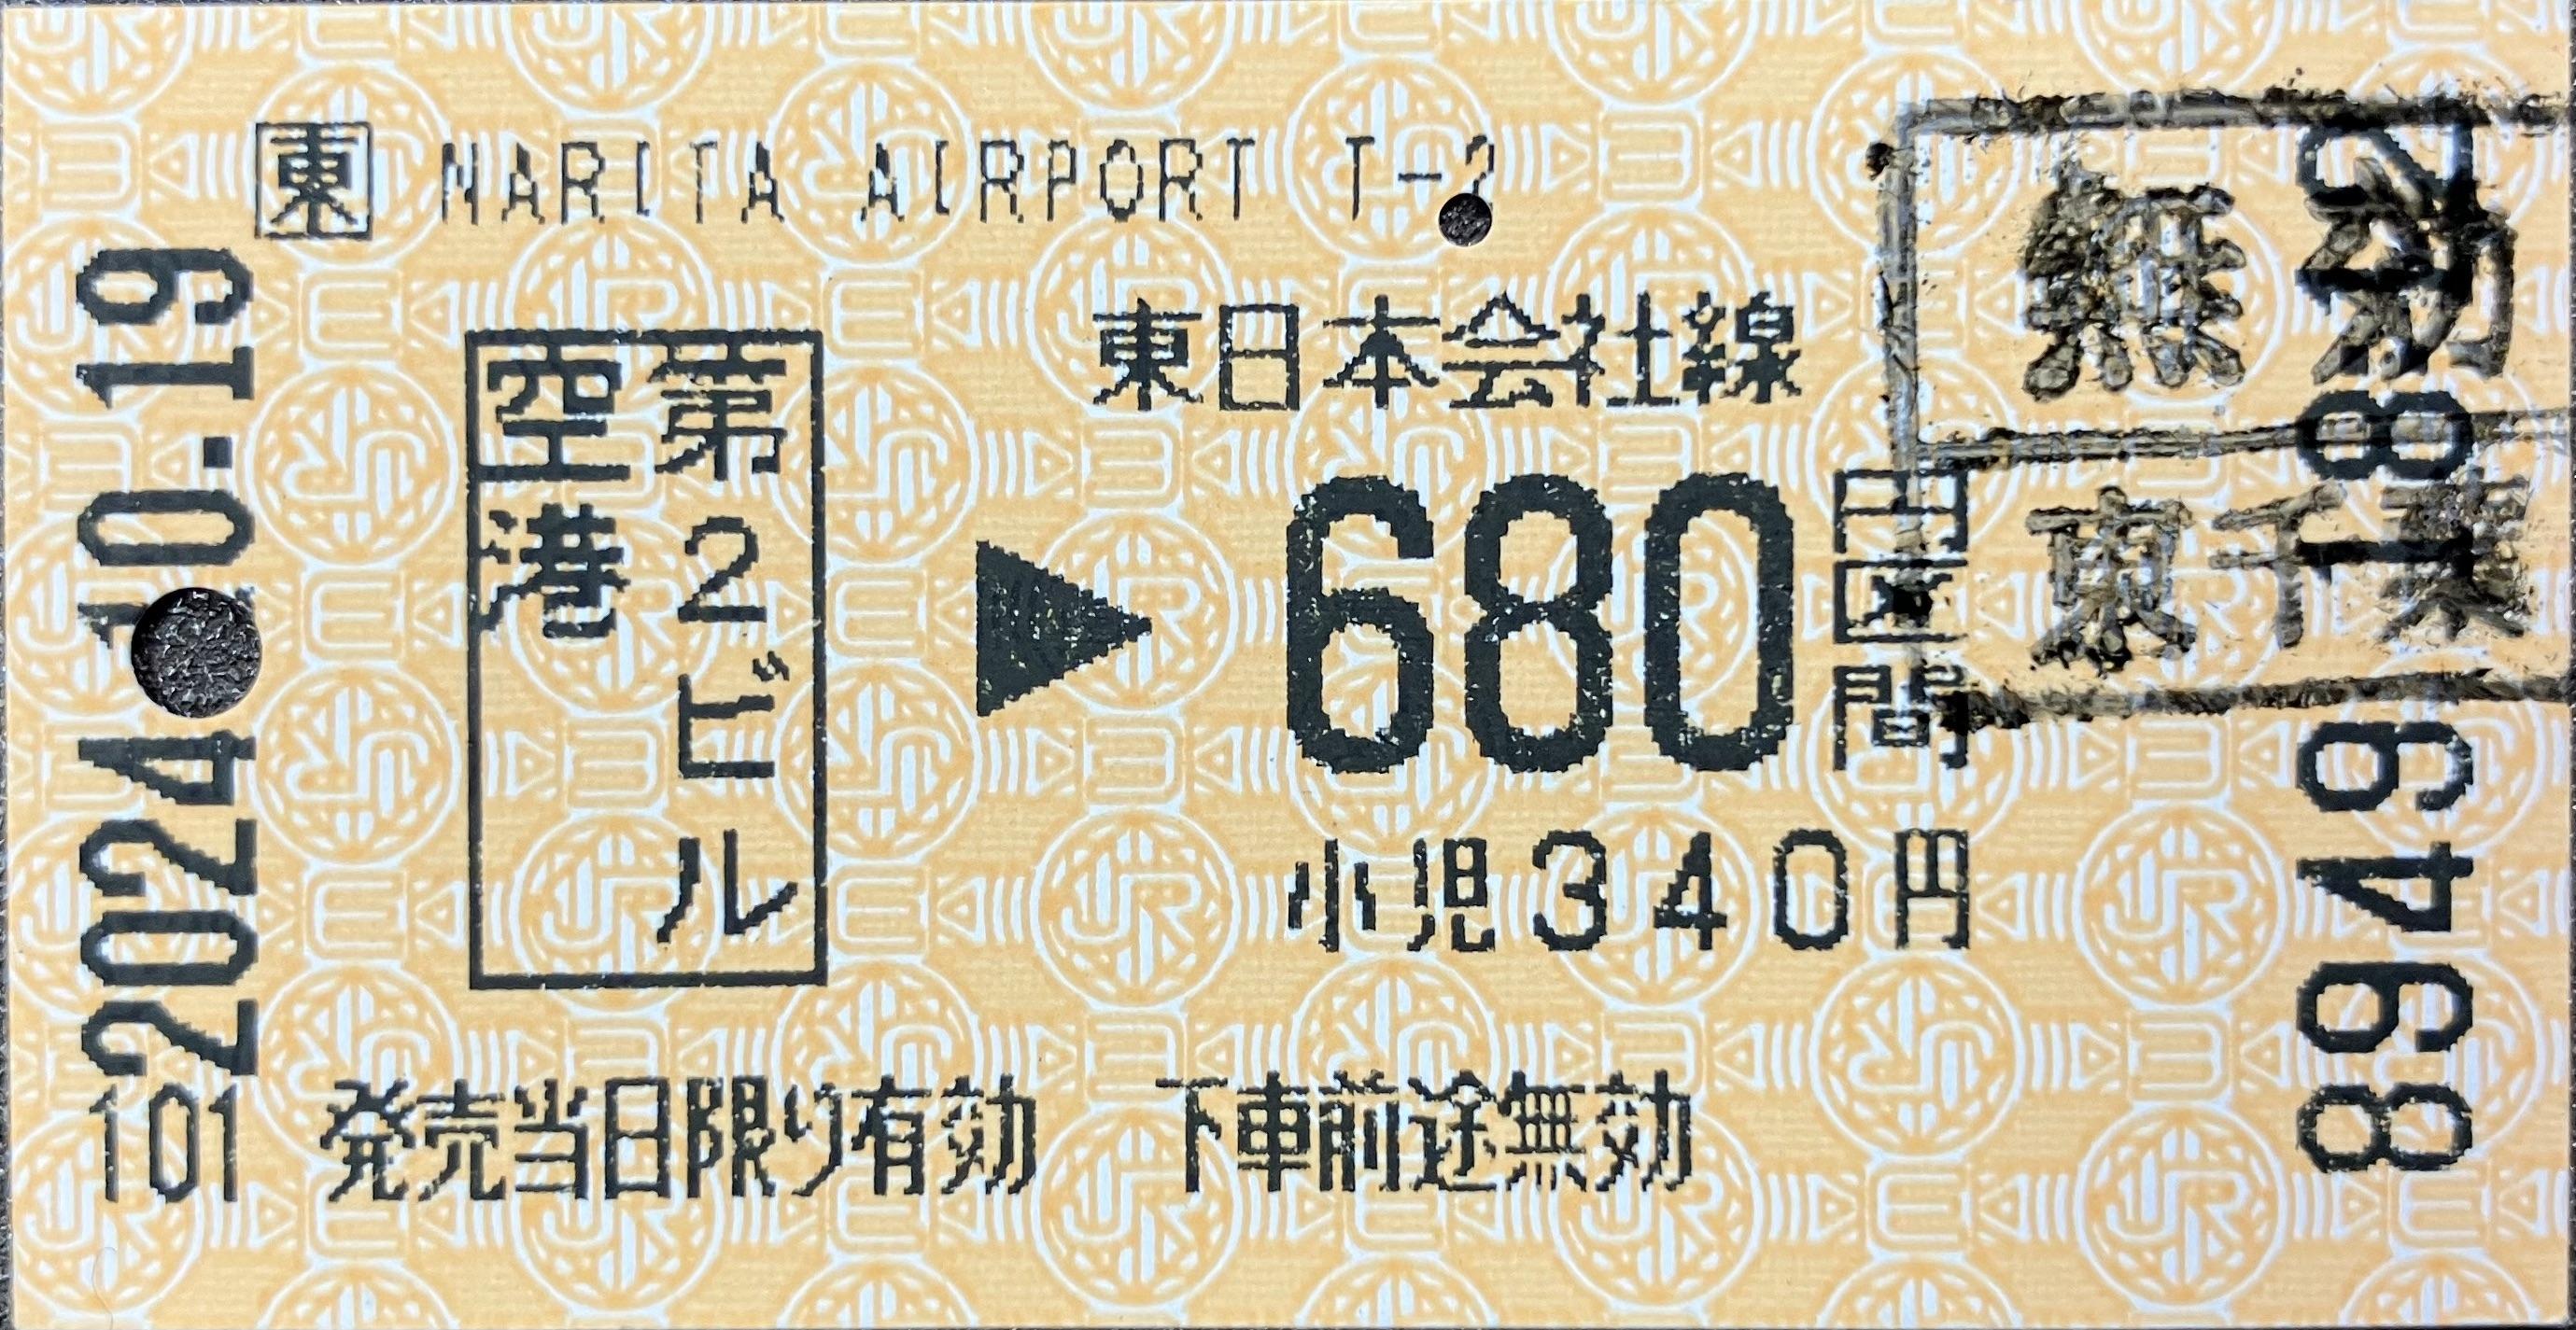 東 NARITA AIRPORT T-2
2024.10.19
第2ビル
空港
▶
東日本会社線
680円区間
小児340円
101 発売当日限り有効 下車前途無効
8949
無効
東千葉